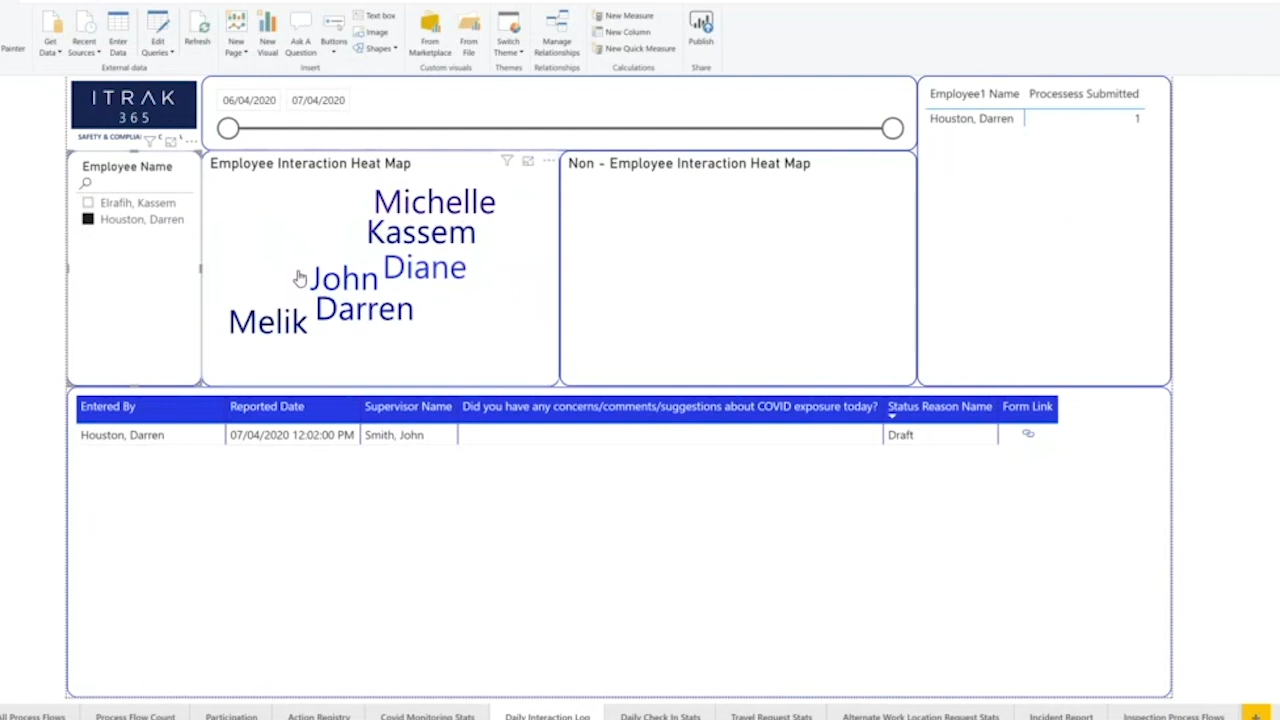 Painter
Get Data
Recent Sources
Enter Data
Edit Queries
Refresh
New Page
New Visual
Ask A Question
Buttons
Text box
Image
Shapes
From Marketplace
From File
Switch Theme
Manage Relationships
New Measure
New Column
New Quick Measure
Publish
External data
Insert
Custom visuals
Themes
Relationships
Calculations
Share
ITRAK
365
SAFETY & COMPLIA
06/04/2020 07/04/2020
Employee1 Name Processess Submitted
Houston, Darren 1
Employee Name
Elrafih, Kassem
Houston, Darren
Employee Interaction Heat Map
Michelle
Kassem
Diane
John
Darren
Melik
Non - Employee Interaction Heat Map
Entered By Reported Date Supervisor Name Did you have any concerns/comments/suggestions about COVID exposure today? Status Reason Name Form Link
Houston, Darren 07/04/2020 12:02:00 PM Smith, John Draft
All Process Flows Process Flow Count Participation Action Registry Covid Monitoring Stats Daily Interaction Log Daily Check In Stats Travel Request Stats Alternate Work Location Request Stats Incident Report Inspection Process Flows